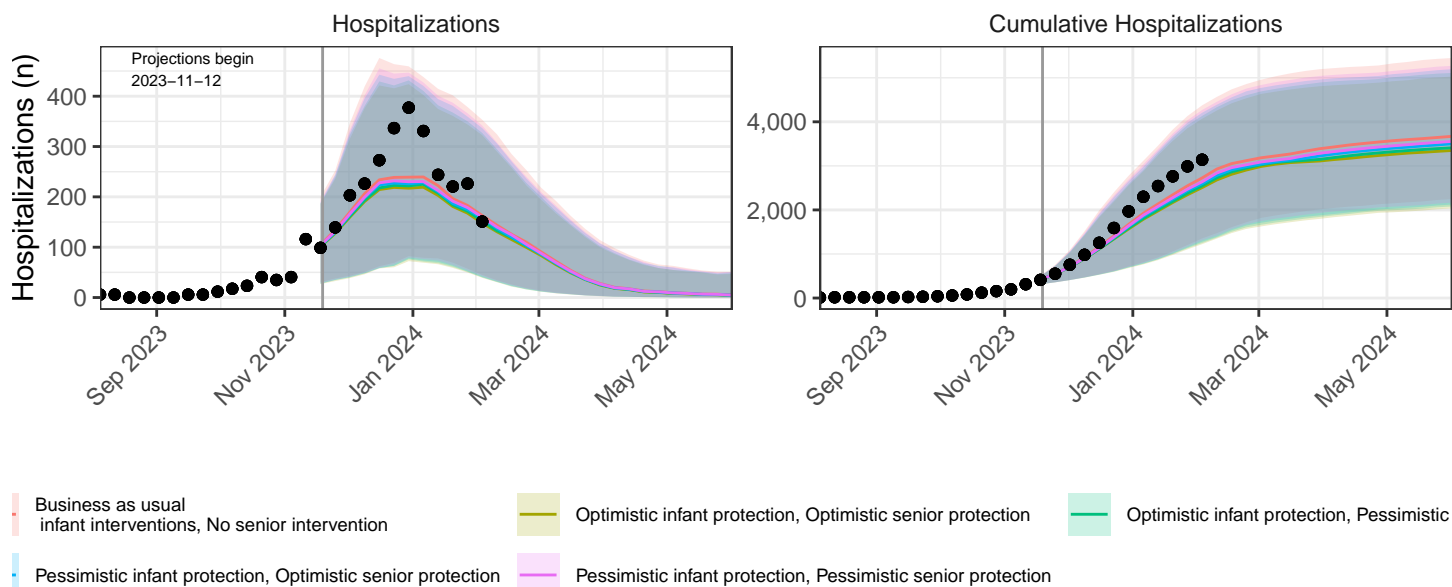 Hospitalizations
Cumulative Hospitalizations
Hospitalizations (n)
Projections begin
2023−11−12
400
300
200
100
0
Sep 2023
Nov 2023
Jan 2024
Mar 2024
May 2024
4,000
2,000
0
Sep 2023
Nov 2023
Jan 2024
Mar 2024
May 2024
Business as usual
infant interventions, No senior intervention
Optimistic infant protection, Optimistic senior protection
Optimistic infant protection, Pessimistic
Pessimistic infant protection, Optimistic senior protection
Pessimistic infant protection, Pessimistic senior protection